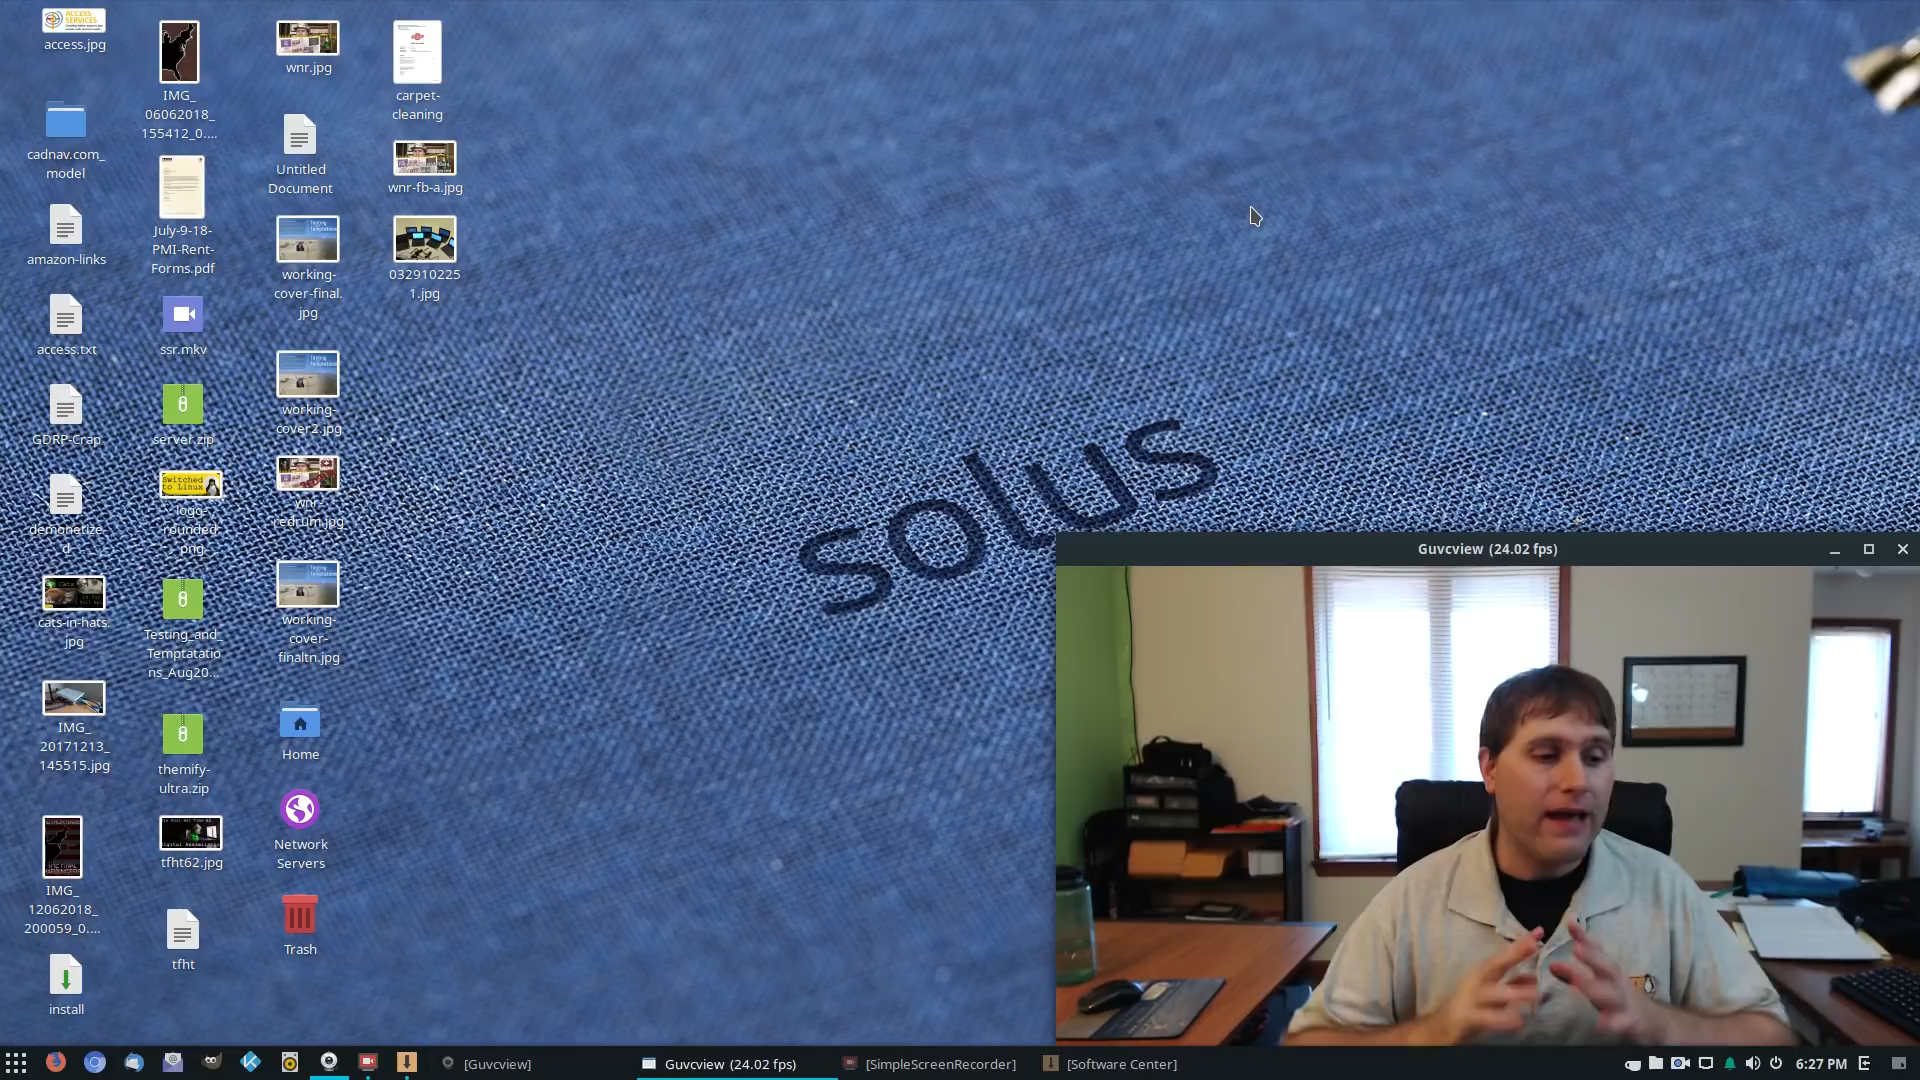 access.jpg
cadnav.com_
model
amazon-links
access.txt
GDRP-Crap
demonetize
d
cats-in-hats.
jpg
IMG_
20171213_
145515.jpg
IMG_
12062018_
200059_0....
install
IMG_
06062018_
155412_0....
July-9-18-
PMI-Rent-
Forms.pdf
ssr.mkv
server.zip
Switched
to Linux
logo-
rounded.
png
Testing_and_
Temptatatio
ns_Aug20...
themify-
ultra.zip
tfht62.jpg
tfht
wnr.jpg
Untitled
Document
working-
cover-final.
jpg
working-
cover2.jpg
wnr-
redrum.jpg
working-
cover-
finaltn.jpg
Home
Network
Servers
Trash
carpet-
cleaning
wnr-fb-a.jpg
032910225
1.jpg
solus
Guvcview (24.02 fps)
[Guvcview]
Guvcview (24.02 fps)
[SimpleScreenRecorder]
[Software Center]
6:27 PM